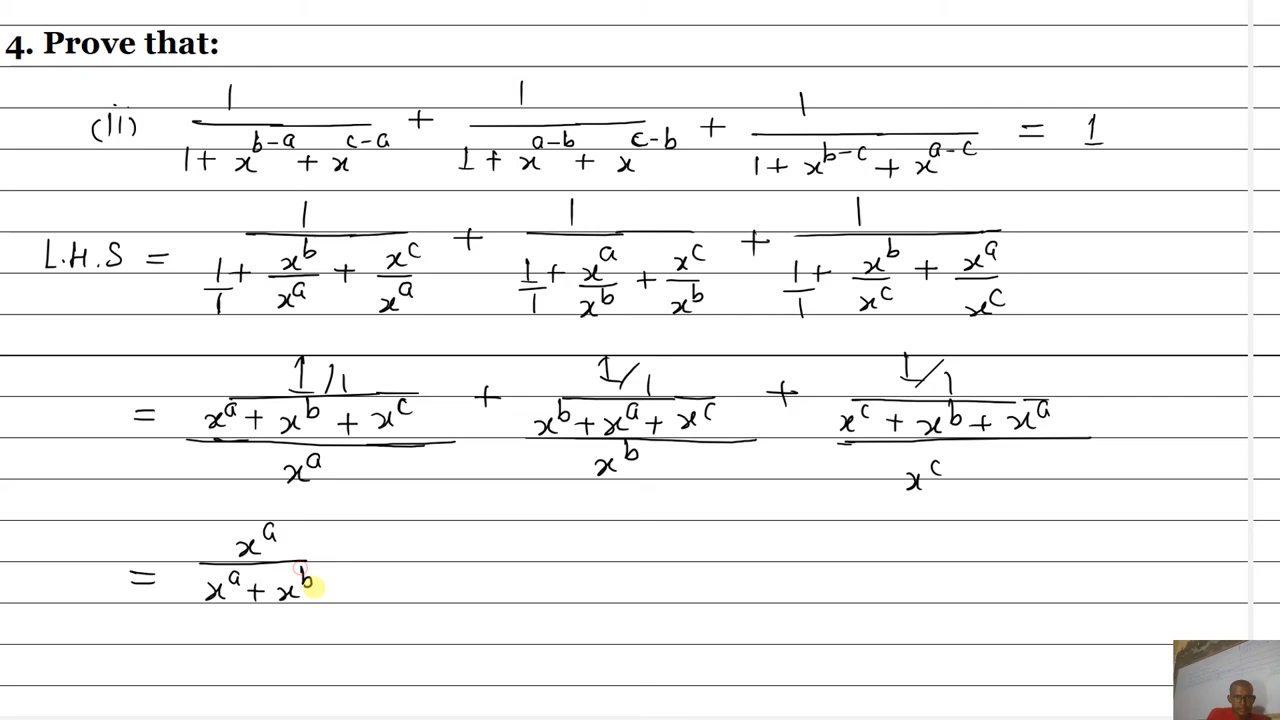 4. Prove that:
(ii) 1/(1 + x^(b-a) + x^(c-a)) + 1/(1 + x^(a-b) + x^(c-b)) + 1/(1 + x^(b-c) + x^(a-c)) = 1
L.H.S = 1/(1/1 + x^b/x^a + x^c/x^a) + 1/(1/1 + x^a/x^b + x^c/x^b) + 1/(1/1 + x^b/x^c + x^a/x^c)
= (1/1)/((x^a + x^b + x^c)/x^a) + (1/1)/((x^b + x^a + x^c)/x^b) + (1/1)/((x^c + x^b + x^a)/x^c)
= x^a/(x^a + x^b